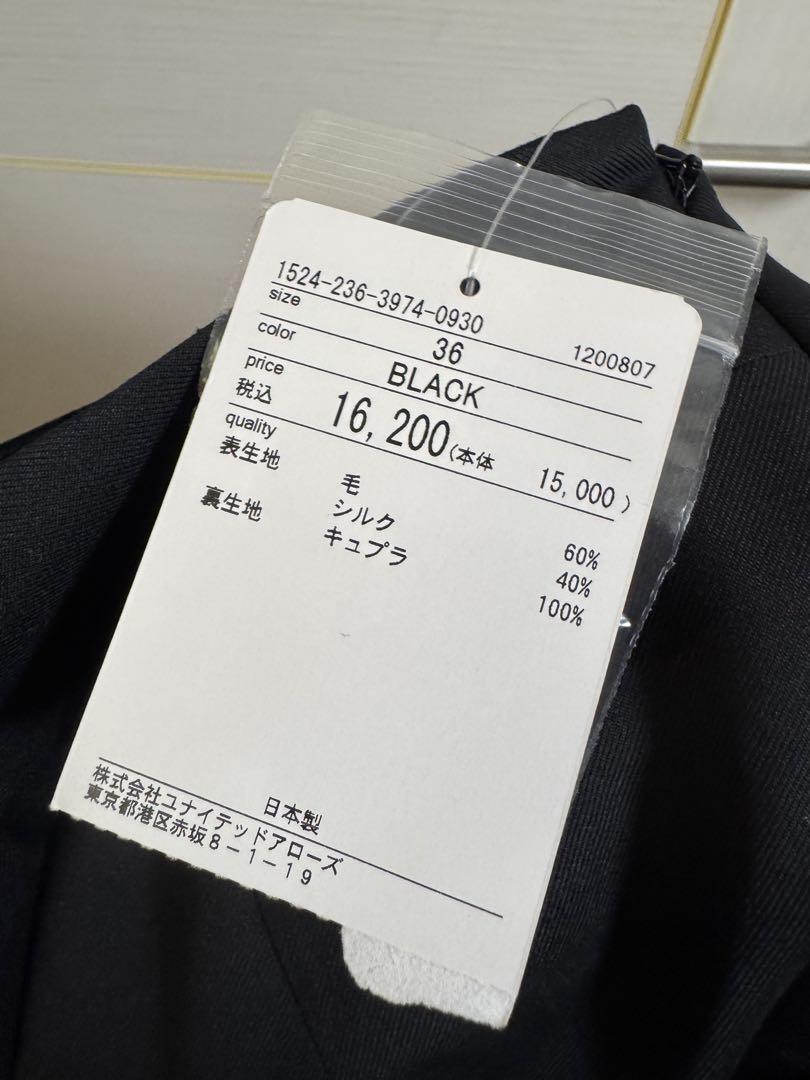 1524-236-3974-0930
size 36 1200807
color BLACK
price
税込 16,200(本体 15,000)
quality
表生地 毛 60%
シルク 40%
裏生地 キュプラ 100%
日本製
株式会社ユナイテッドアローズ
東京都港区赤坂8-1-19